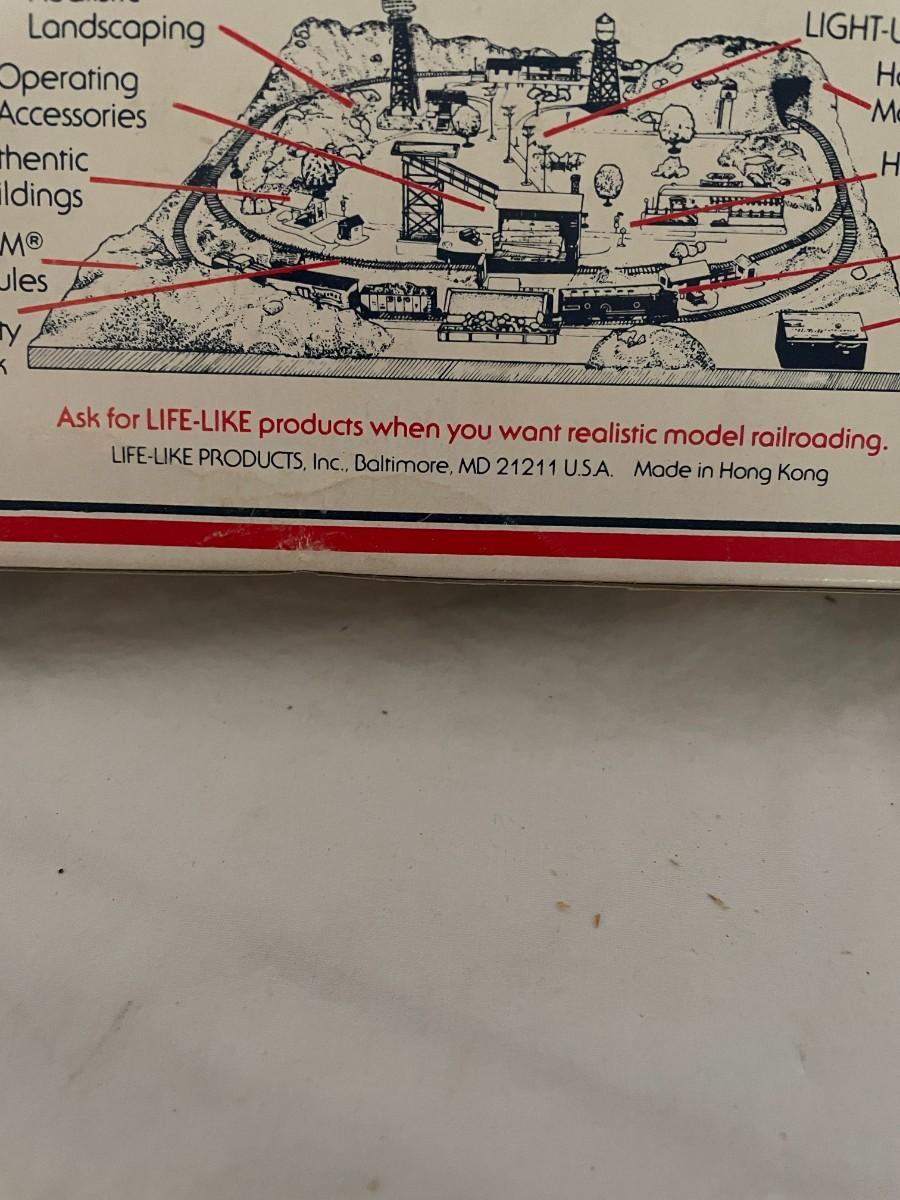 Landscaping
Operating
Accessories
LIGHT-
M®
Ask for LIFE-LIKE products when you want realistic model railroading.
LIFE-LIKE PRODUCTS, Inc., Baltimore, MD 21211 U.S.A. Made in Hong Kong